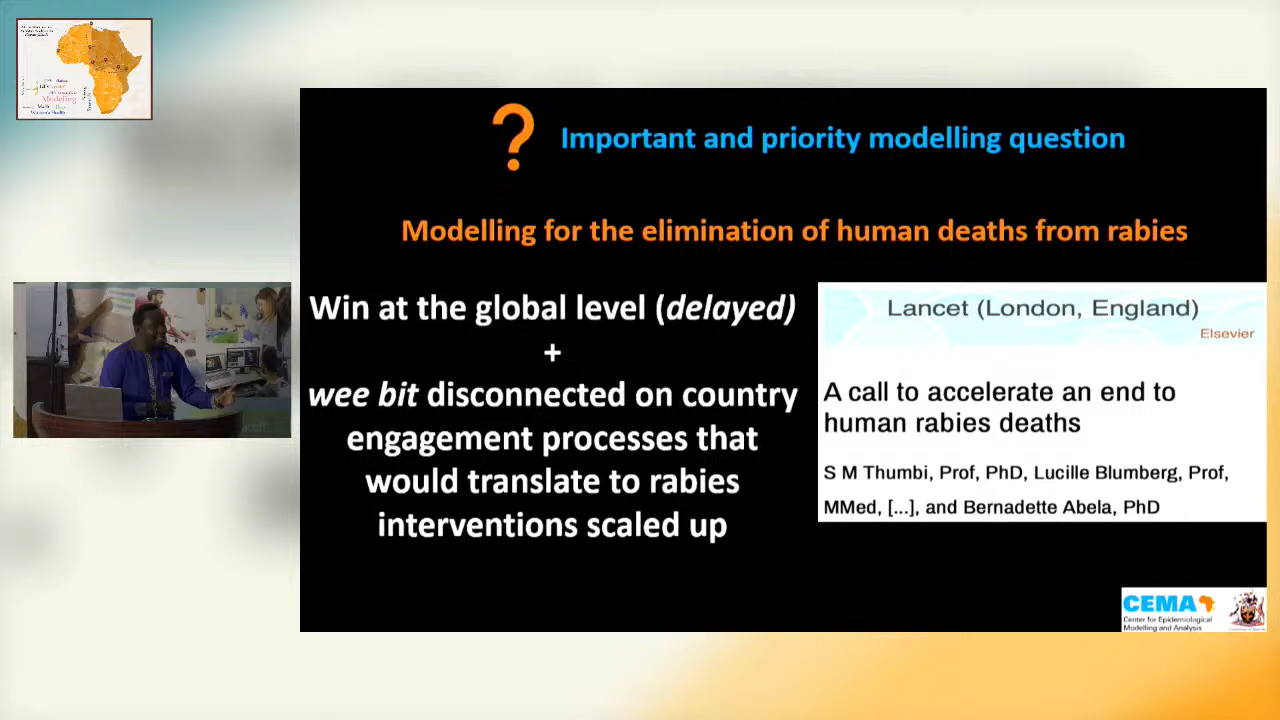 Modelling
?
Important and priority modelling question
Modelling for the elimination of human deaths from rabies
Win at the global level (delayed)
+
wee bit disconnected on country
engagement processes that
would translate to rabies
interventions scaled up
Lancet (London, England)
Elsevier
A call to accelerate an end to
human rabies deaths
S M Thumbi, Prof, PhD, Lucille Blumberg, Prof,
MMed, [...], and Bernadette Abela, PhD
CEMA
Center for Epidemiological
Modelling and Analysis